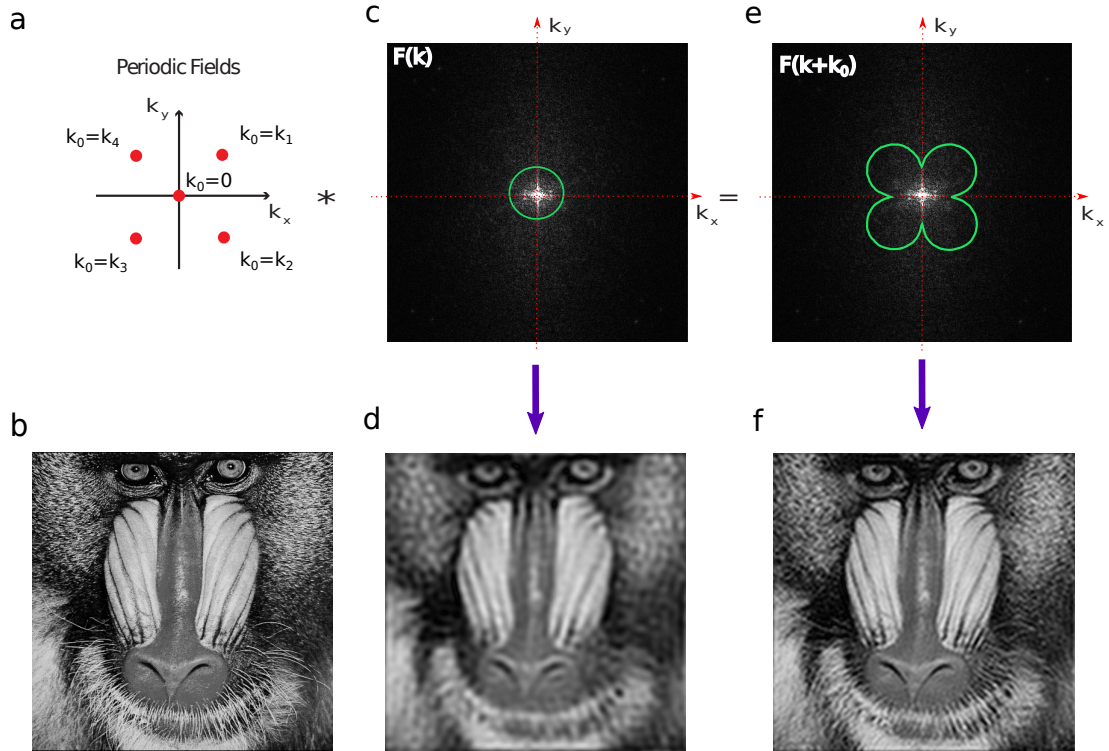 a
Periodic Fields
k_y
k_0=k_4
k_0=k_1
k_0=0
k_x
k_0=k_3
k_0=k_2
*
c
k_y
F(k)
k_x
=
e
k_y
F(k+k_0)
k_x
b
d
f